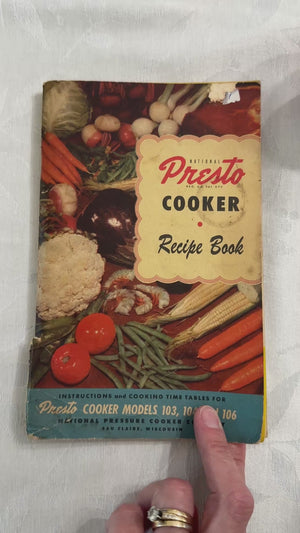 NATIONAL
Presto
REG. U.S. PAT. OFF.
COOKER
Recipe Book
INSTRUCTIONS and COOKING TIME TABLES FOR
Presto COOKER MODELS 103, 106
NATIONAL PRESSURE COOKER
EAU CLAIRE, WISCONSIN